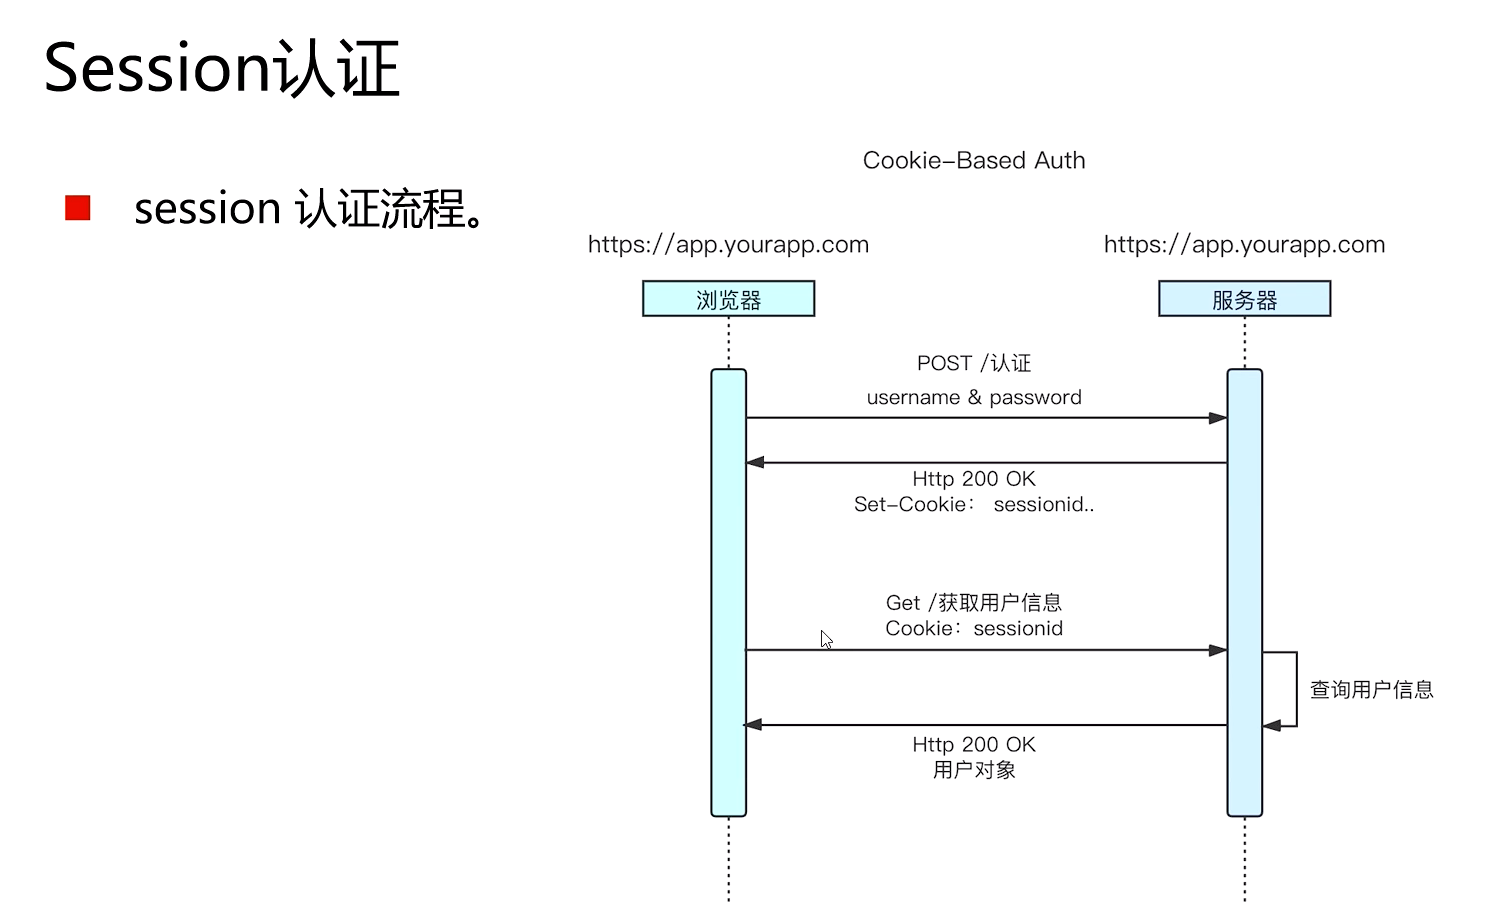 Session认证
session 认证流程。
Cookie-Based Auth
https://app.yourapp.com
https://app.yourapp.com
浏览器
服务器
POST /认证
username & password
Http 200 OK
Set-Cookie： sessionid..
Get /获取用户信息
Cookie：sessionid
查询用户信息
Http 200 OK
用户对象